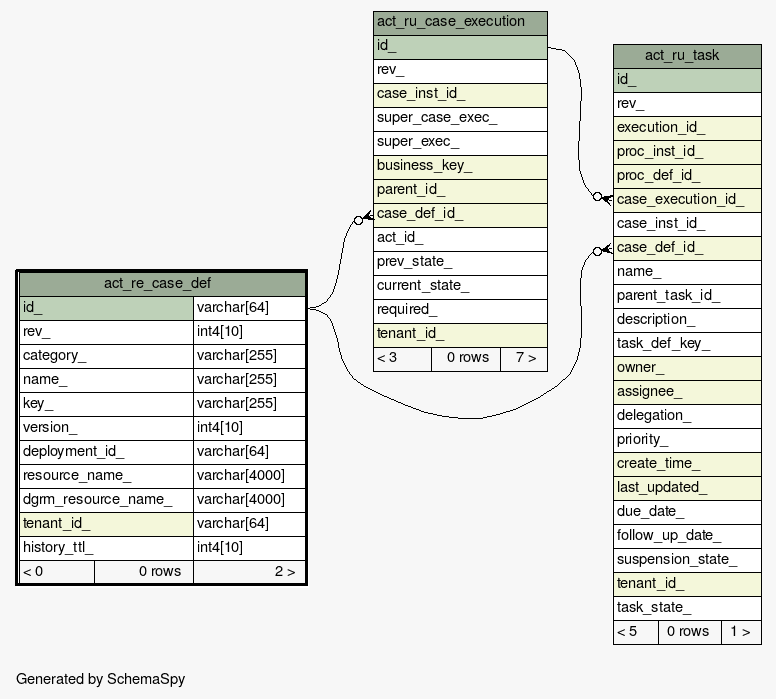 act_ru_case_execution
id_
rev_
case_inst_id_
super_case_exec_
super_exec_
business_key_
parent_id_
case_def_id_
act_id_
prev_state_
current_state_
required_
tenant_id_
< 3 0 rows 7 >
act_ru_task
id_
rev_
execution_id_
proc_inst_id_
proc_def_id_
case_execution_id_
case_inst_id_
case_def_id_
name_
parent_task_id_
description_
task_def_key_
owner_
assignee_
delegation_
priority_
create_time_
last_updated_
due_date_
follow_up_date_
suspension_state_
tenant_id_
task_state_
< 5 0 rows 1 >
act_re_case_def
id_ varchar[64]
rev_ int4[10]
category_ varchar[255]
name_ varchar[255]
key_ varchar[255]
version_ int4[10]
deployment_id_ varchar[64]
resource_name_ varchar[4000]
dgrm_resource_name_ varchar[4000]
tenant_id_ varchar[64]
history_ttl_ int4[10]
< 0 0 rows 2 >
Generated by SchemaSpy